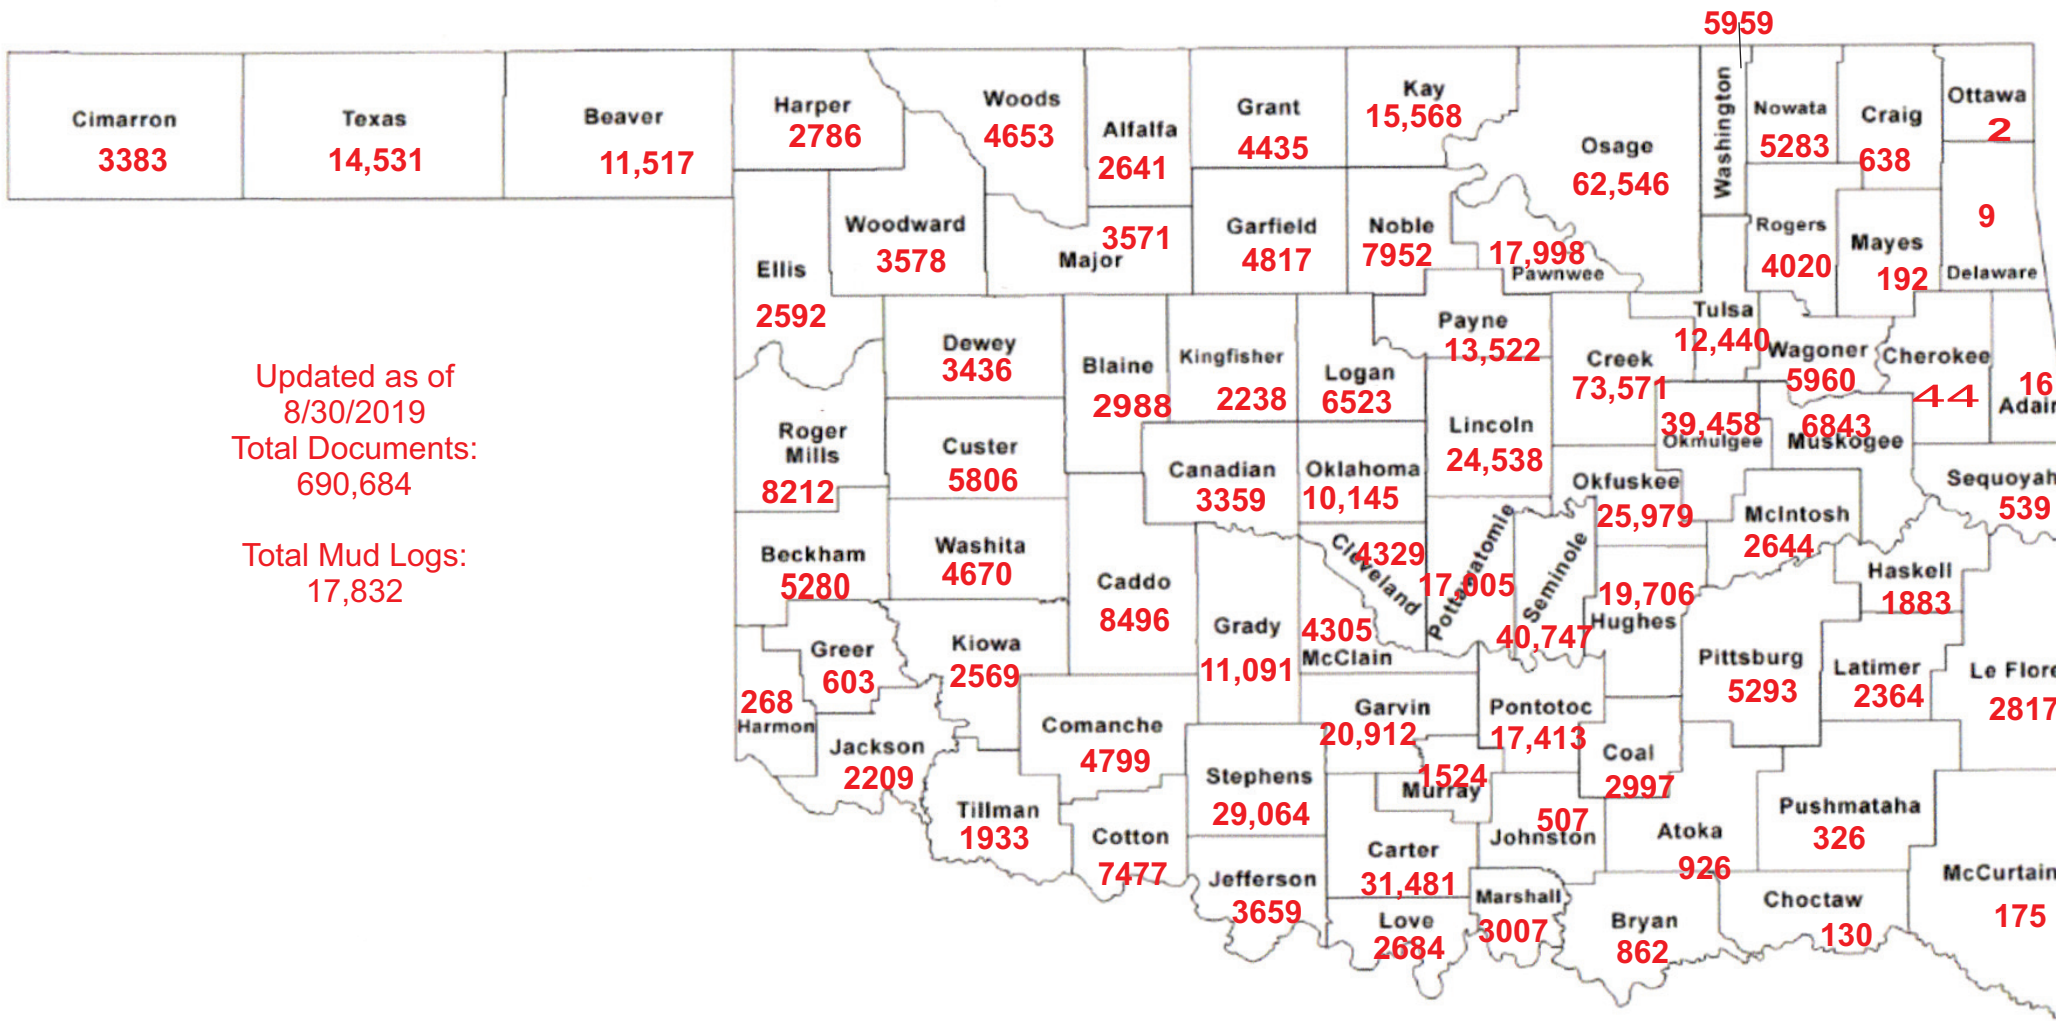 5959
Cimarron
3383
Texas
14,531
Beaver
11,517
Harper
2786
Woods
4653
Alfalfa
2641
Grant
4435
Kay
15,568
Osage
62,546
Washington
Nowata
5283
Craig
638
Ottawa
2
Ellis
2592
Woodward
3578
Major
3571
Garfield
4817
Noble
7952
17,998
Pawnwee
Rogers
4020
Mayes
192
9
Delaware
Updated as of
8/30/2019
Total Documents:
690,684
Total Mud Logs:
17,832
Dewey
3436
Blaine
2988
Kingfisher
2238
Logan
6523
Payne
13,522
Creek
73,571
Tulsa
12,440
Wagoner
5960
Cherokee
44
16
Adair
Roger
Mills
8212
Custer
5806
Canadian
3359
Oklahoma
10,145
Lincoln
24,538
39,458
Okmulgee
6843
Muskogee
Okfuskee
25,979
McIntosh
2644
Sequoyah
539
Beckham
5280
Washita
4670
Caddo
8496
Grady
11,091
Cleveland
4329
Pottawatomie
17,005
Seminole
40,747
19,706
Hughes
Haskell
1883
Greer
603
Kiowa
2569
4305
McClain
Pittsburg
5293
Latimer
2364
Le Flore
2817
268
Harmon
Jackson
2209
Comanche
4799
Garvin
20,912
Pontotoc
17,413
Coal
2997
Tillman
1933
Cotton
7477
Stephens
29,064
1524
Murray
507
Johnston
Atoka
926
Pushmataha
326
Jefferson
3659
Carter
31,481
Love
2684
Marshall
3007
Bryan
862
Choctaw
130
McCurtain
175